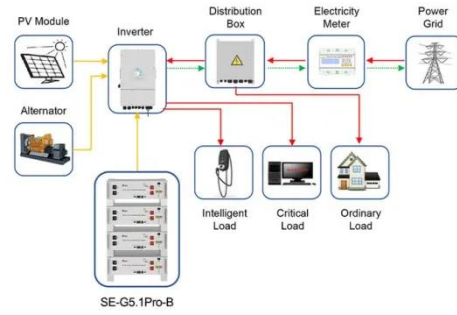 PV Module
Inverter
Distribution
Box
Electricity
Meter
Power
Grid
Alternator
Intelligent
Load
Critical
Load
Ordinary
Load
SE-G5.1Pro-B